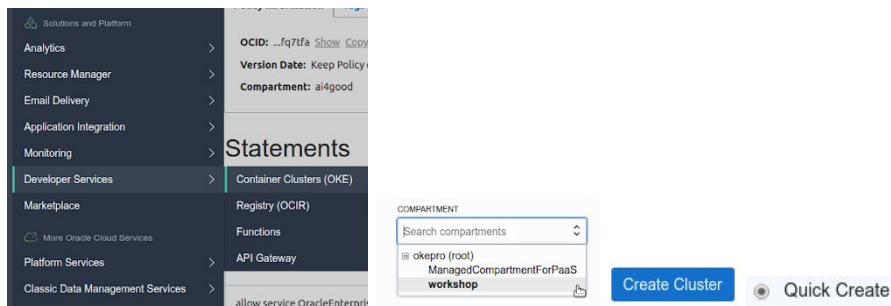 Policy Information Tags
Solutions and Platform
Analytics
Resource Manager
Email Delivery
Application Integration
Monitoring
Developer Services
Marketplace
More Oracle Cloud Services
Platform Services
Classic Data Management Services
OCID: ...fq7tfa Show Copy
Version Date: Keep Policy
Compartment: ai4good
Statements
Container Clusters (OKE)
Registry (OCIR)
Functions
API Gateway
allow service OracleEnterpris
COMPARTMENT
Search compartments
okepro (root)
ManagedCompartmentForPaaS
workshop
Create Cluster
Quick Create